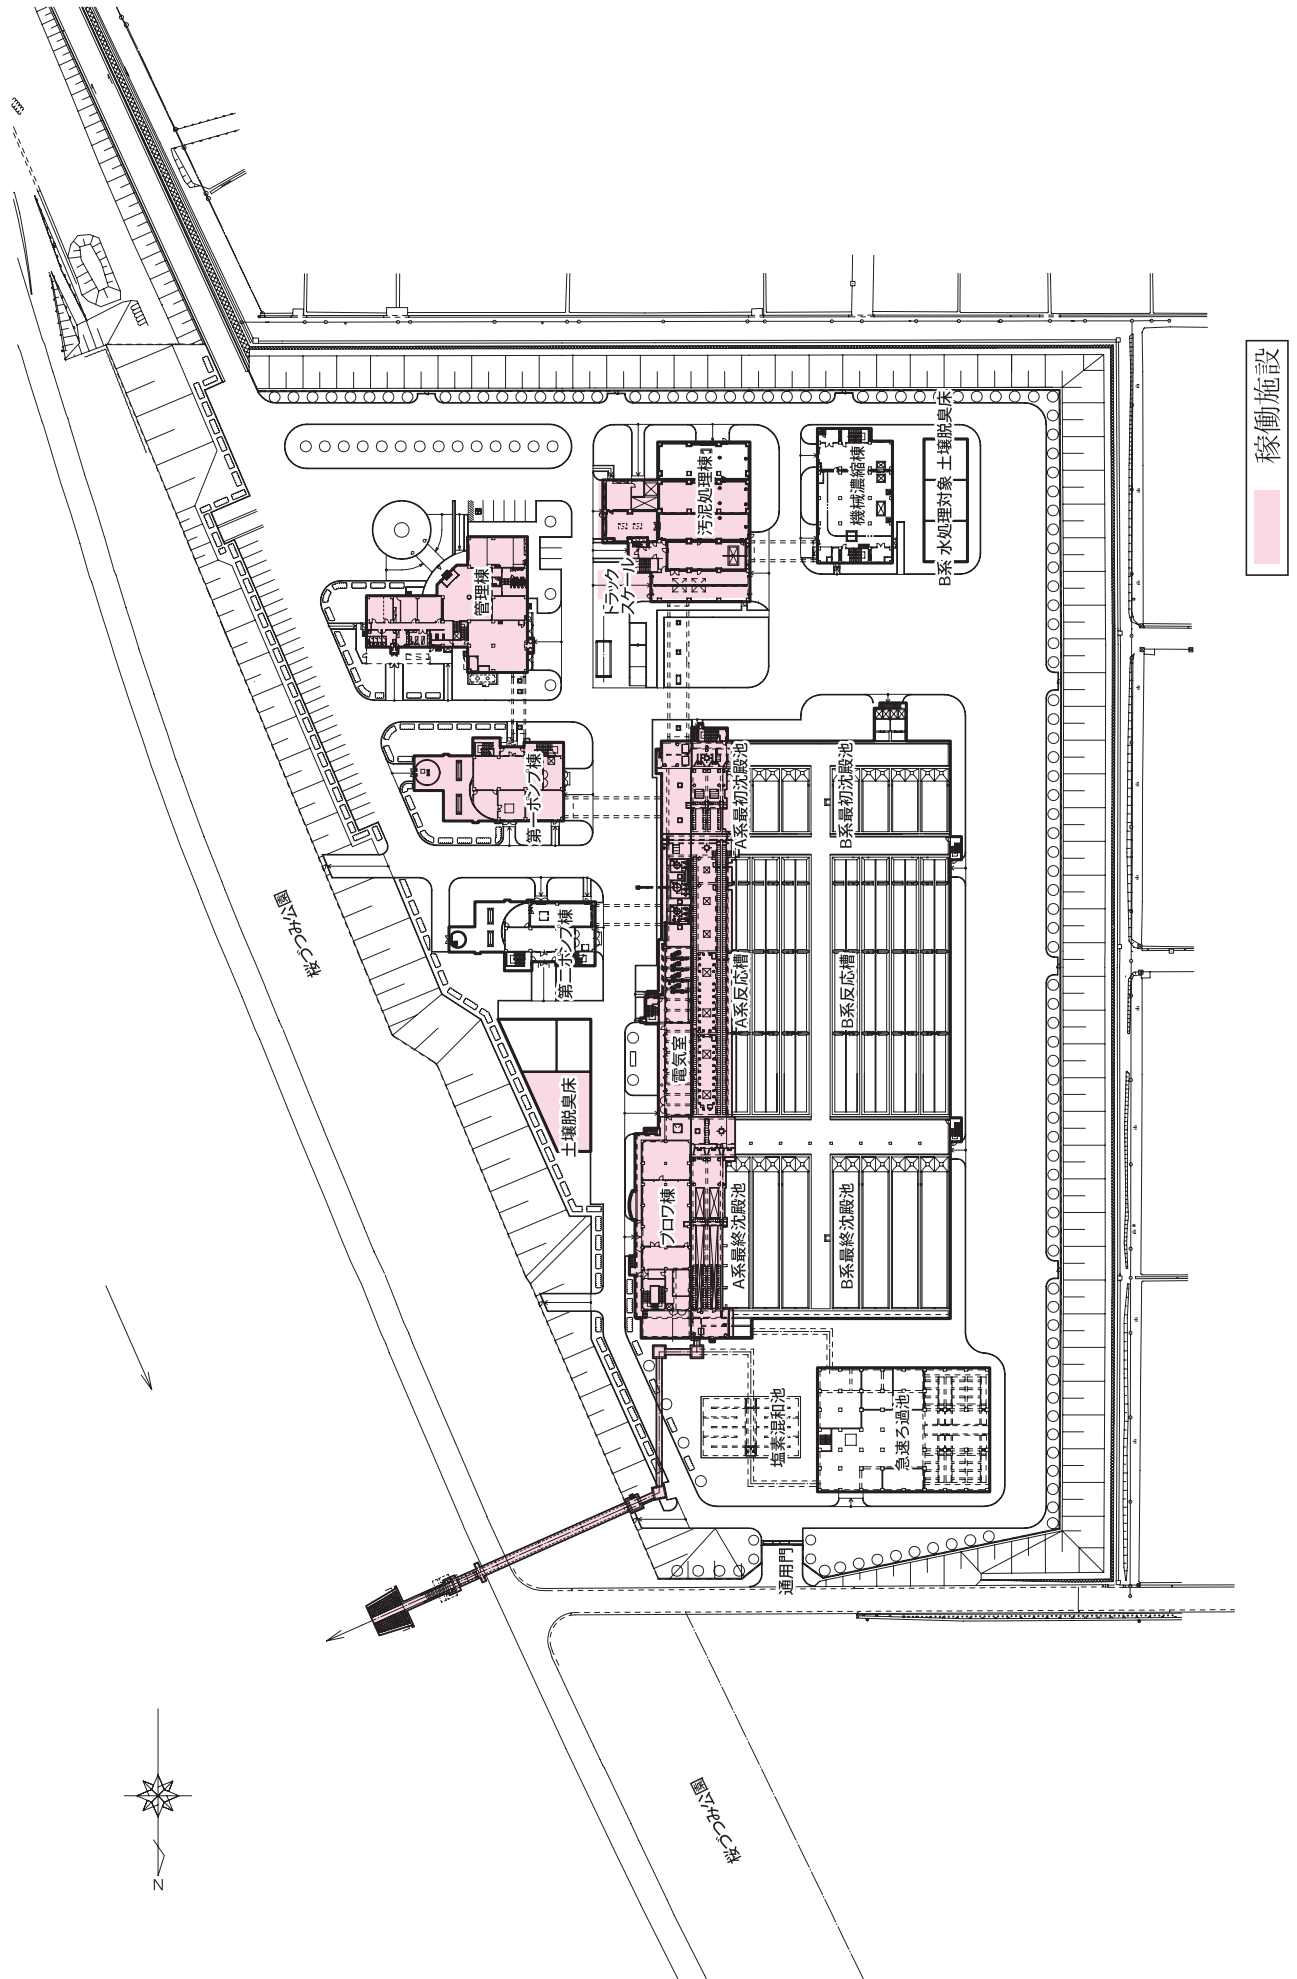 稼働施設
桜づつみ公園
桜づつみ公園
N
管理棟
第一ポンプ棟
第二ポンプ棟
土壌脱臭床
汚泥処理棟
トラック
スケール
機械濃縮棟
B系 水処理対象 土壌脱臭床
A系最初沈殿池
B系最初沈殿池
電気室
A系反応槽
B系反応槽
ブロワ棟
A系最終沈殿池
B系最終沈殿池
塩素混和池
急速ろ過池
通用門